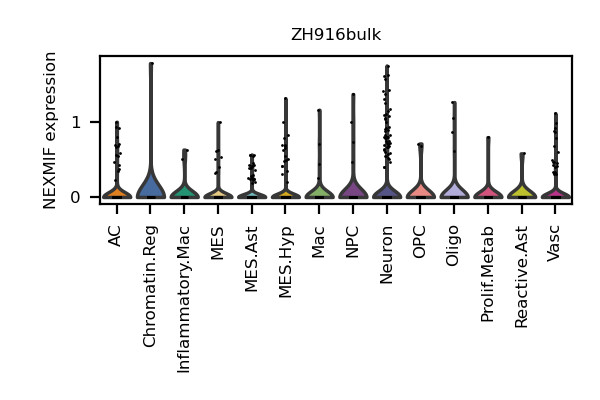 ZH916bulk
NEXMIF expression
1
0
AC
Chromatin.Reg
Inflammatory.Mac
MES
MES.Ast
MES.Hyp
Mac
NPC
Neuron
OPC
Oligo
Prolif.Metab
Reactive.Ast
Vasc